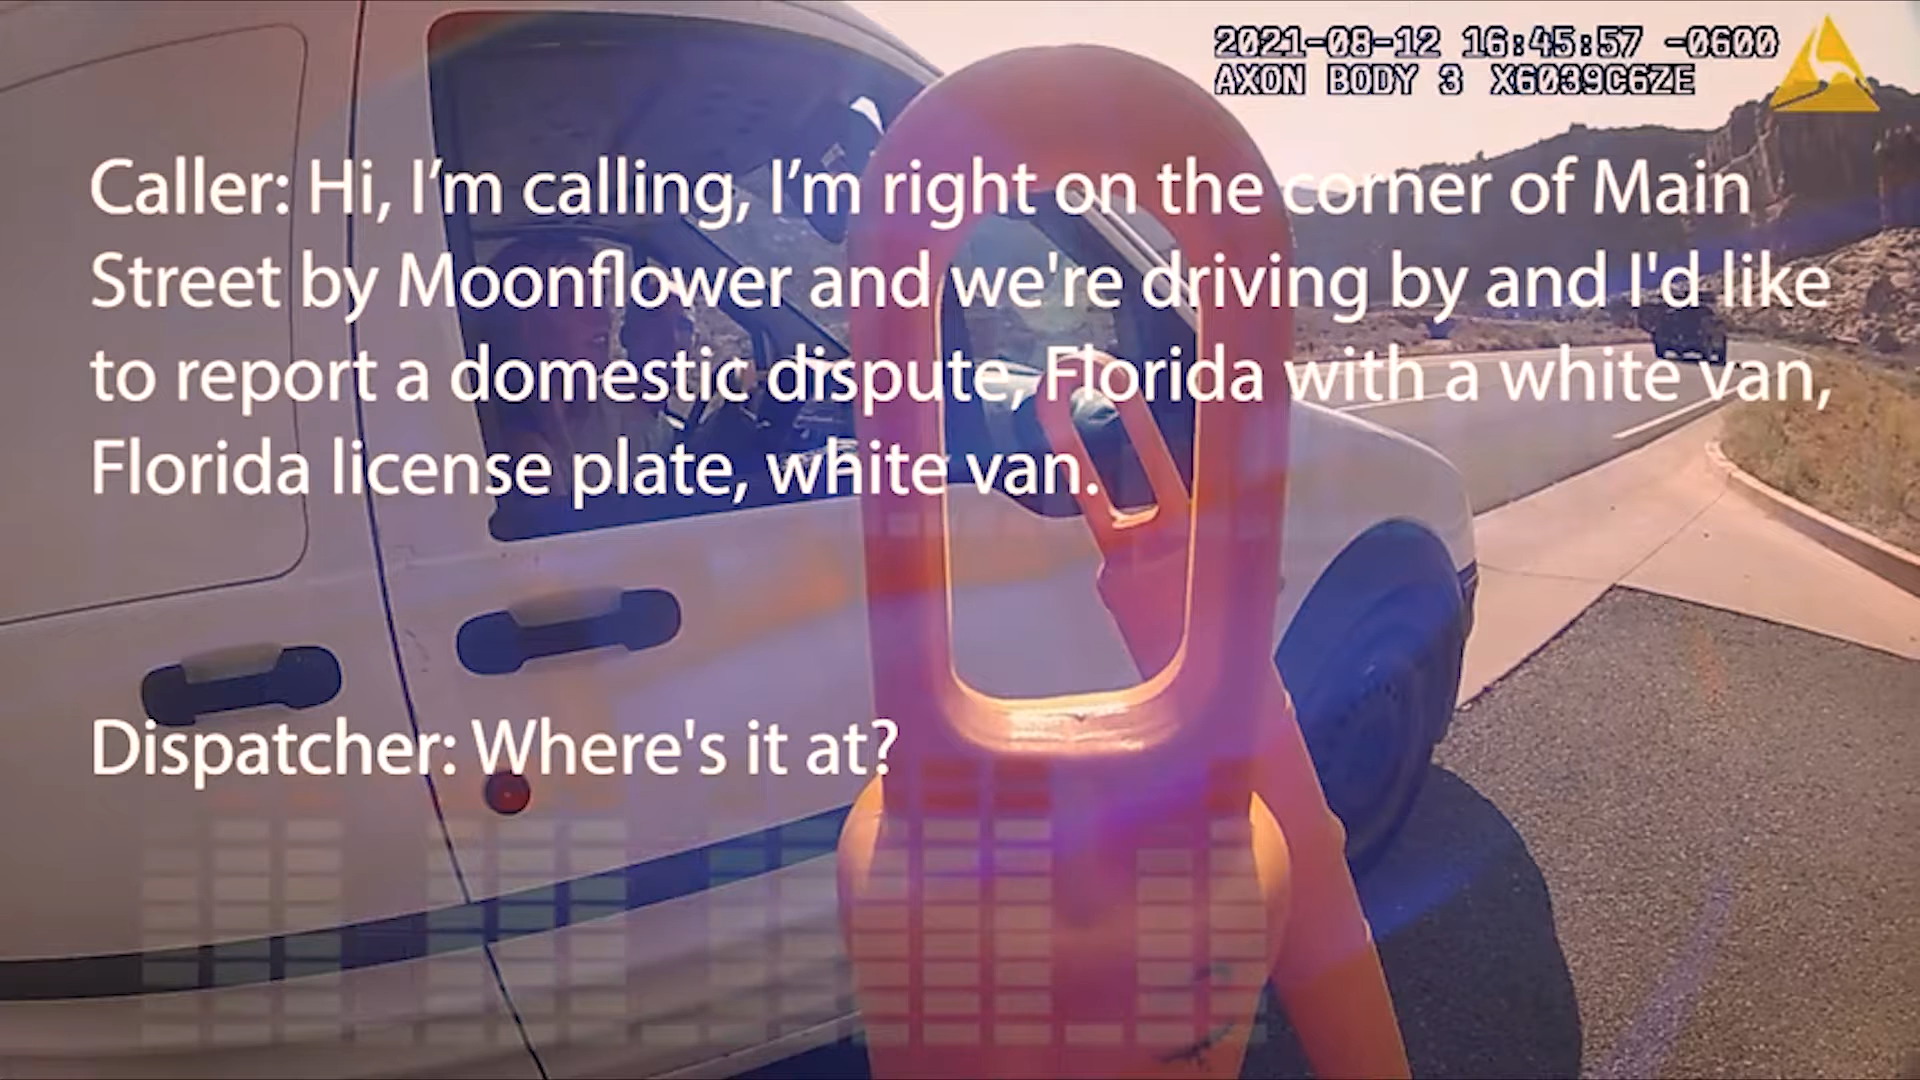 2021-08-12 16:45:57 -0600
AXON BODY 3 X6039C6ZE
Caller: Hi, I’m calling, I’m right on the corner of Main
Street by Moonflower and we're driving by and I'd like
to report a domestic dispute, Florida with a white van,
Florida license plate, white van.
Dispatcher: Where's it at?